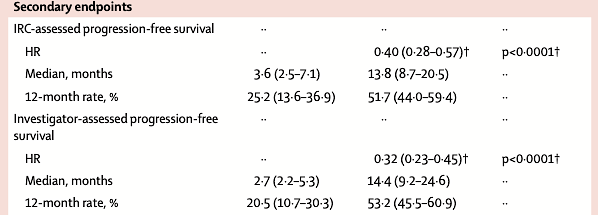 Secondary endpoints
IRC-assessed progression-free survival ·· ·· ··
HR ·· 0·40 (0·28–0·57)† p<0·0001†
Median, months 3·6 (2·5–7·1) 13·8 (8·7–20·5) ··
12-month rate, % 25·2 (13·6–36·9) 51·7 (44·0–59·4) ··
Investigator-assessed progression-free ·· ·· ··
survival
HR ·· 0·32 (0·23–0·45)† p<0·0001†
Median, months 2·7 (2·2–5·3) 14·4 (9·2–24·6) ··
12-month rate, % 20·5 (10·7–30·3) 53·2 (45·5–60·9) ··